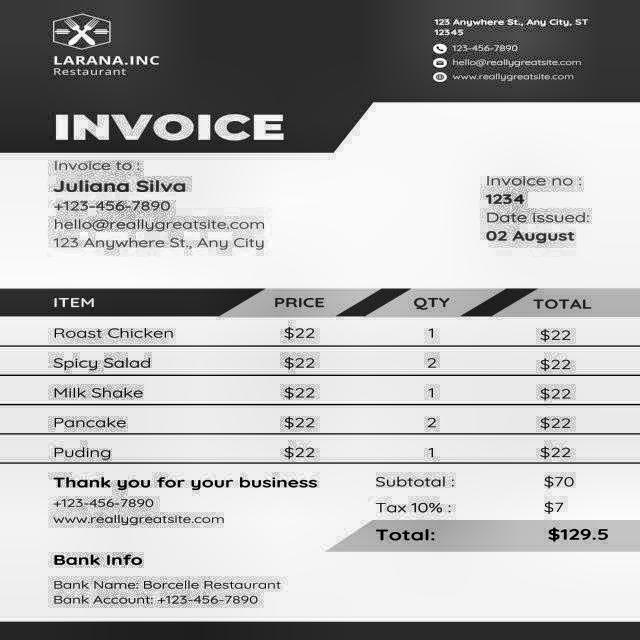 LARANA.INC
Restaurant
123 Anywhere St., Any City, ST
12345
123-456-7890
hello@reallygreatsite.com
www.reallygreatsite.com
INVOICE
Invoice to :
Juliana Silva
+123-456-7890
hello@reallygreatsite.com
123 Anywhere St., Any City
Invoice no :
1234
Date issued:
02 August
ITEM PRICE QTY TOTAL
Roast Chicken $22 1 $22
Spicy Salad $22 2 $22
Milk Shake $22 1 $22
Pancake $22 2 $22
Puding $22 1 $22
Thank you for your business
+123-456-7890
www.reallygreatsite.com
Subtotal : $70
Tax 10% : $7
Total: $129.5
Bank Info
Bank Name: Borcelle Restaurant
Bank Account: +123-456-7890